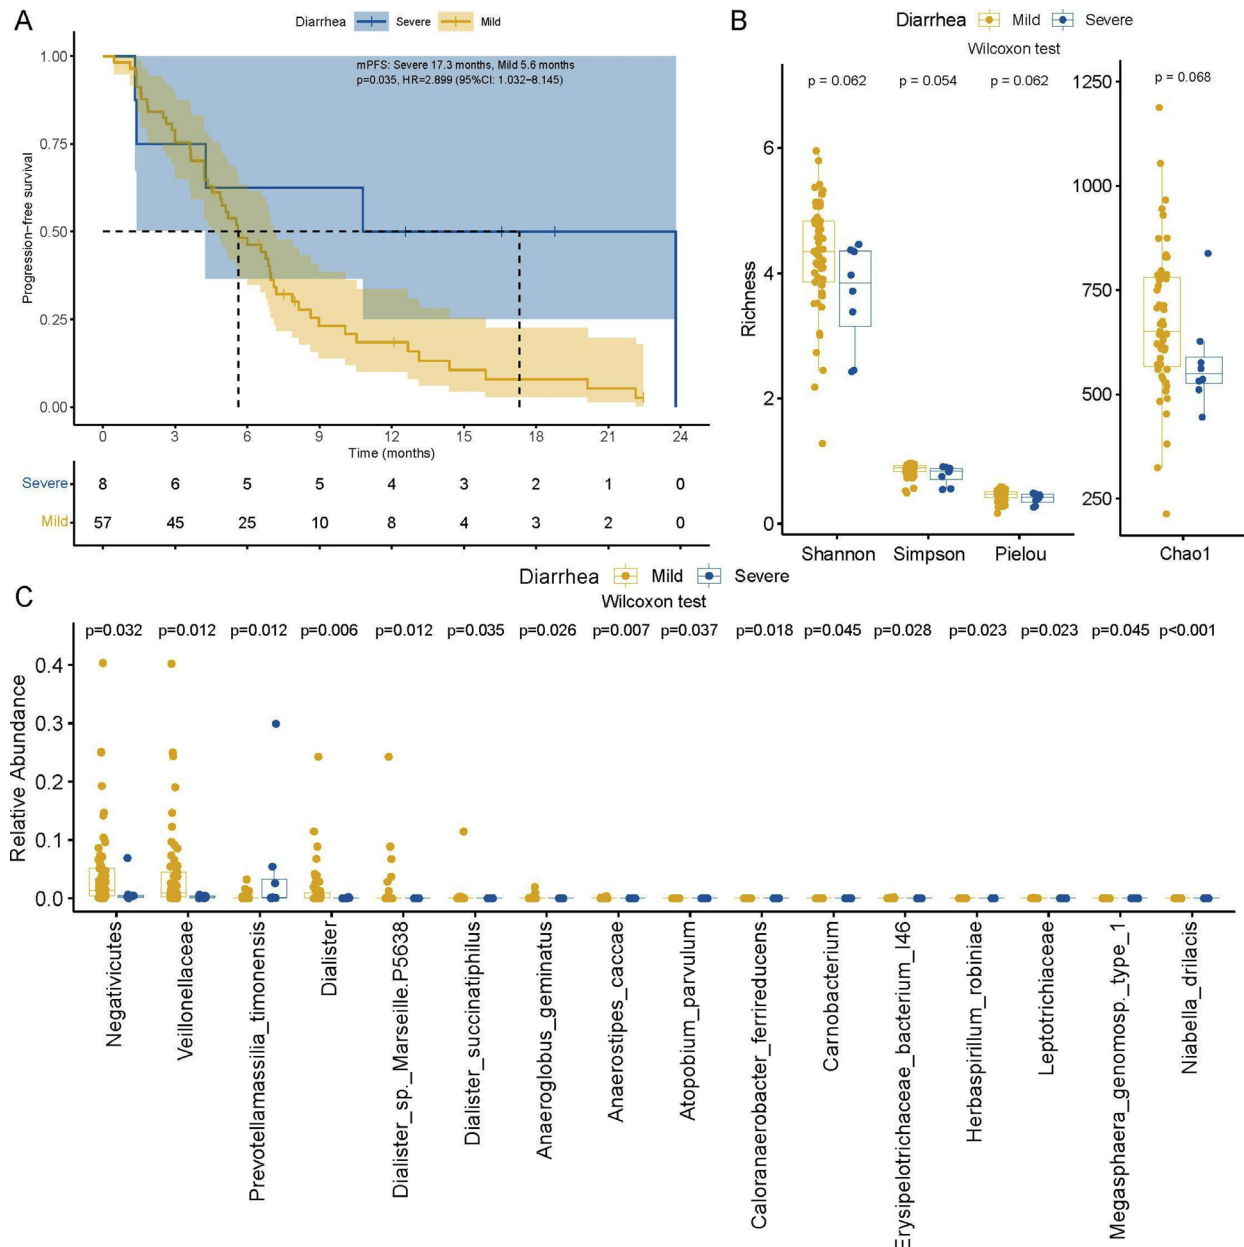 A
Diarrhea Severe Mild
mPFS: Severe 17.3 months, Mild 5.6 months
p=0.035, HR=2.899 (95%CI: 1.032–8.145)
Progression–free survival
1.00
0.75
0.50
0.25
0.00
0 3 6 9 12 15 18 21 24
Time (months)
Severe 8 6 5 5 4 3 2 1 0
Mild 57 45 25 10 8 4 3 2 0
B
Diarrhea Mild Severe
Wilcoxon test
p = 0.062 p = 0.054 p = 0.062
Richness
6
4
2
0
Shannon Simpson Pielou
p = 0.068
1250
1000
750
500
250
Chao1
C
Diarrhea Mild Severe
Wilcoxon test
p=0.032 p=0.012 p=0.012 p=0.006 p=0.012 p=0.035 p=0.026 p=0.007 p=0.037 p=0.018 p=0.045 p=0.028 p=0.023 p=0.023 p=0.045 p<0.001
Relative Abundance
0.4
0.3
0.2
0.1
0.0
Negativicutes
Veillonellaceae
Prevotellamassilia_timonensis
Dialister
Dialister_sp._Marseille.P5638
Dialister_succinatiphilus
Anaeroglobus_geminatus
Anaerostipes_caccae
Atopobium_parvulum
Caloranaerobacter_ferrireducens
Carnobacterium
Erysipelotrichaceae_bacterium_I46
Herbaspirillum_robiniae
Leptotrichiaceae
Megasphaera_genomosp._type_1
Niabella_drilacis